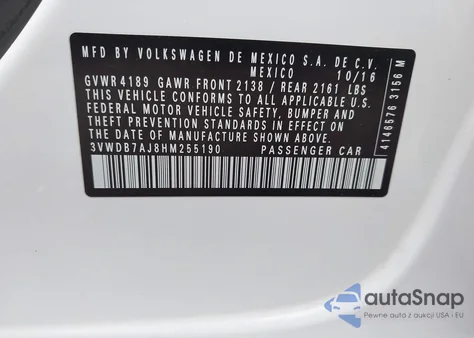 MFD BY VOLKSWAGEN DE MEXICO S.A. DE C.V.
MEXICO 10/16
GVWR 4189 GAWR FRONT 2138 / REAR 2161 LBS
THIS VEHICLE CONFORMS TO ALL APPLICABLE U.S.
FEDERAL MOTOR VEHICLE SAFETY, BUMPER AND
THEFT PREVENTION STANDARDS IN EFFECT ON
THE DATE OF MANUFACTURE SHOWN ABOVE.
3VWDB7AJ8HM255190 PASSENGER CAR
4146576 3156 M
autoSnap
Pewne auta z aukcji USA i EU